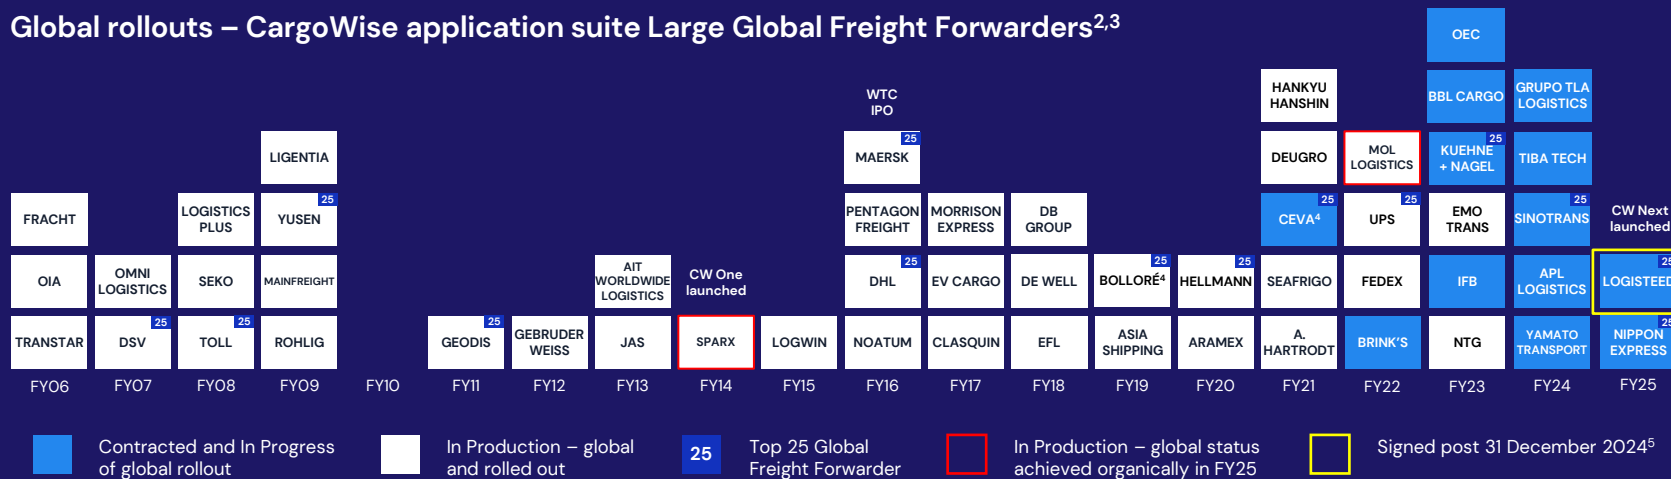 Global rollouts – CargoWise application suite Large Global Freight Forwarders2,3
OEC
HANKYU
HANSHIN
BBL CARGO
GRUPO TLA
LOGISTICS
WTC
IPO
LIGENTIA
25
MAERSK
DEUGRO
MOL
LOGISTICS
25
KUEHNE
+ NAGEL
TIBA TECH
FRACHT
LOGISTICS
PLUS
25
YUSEN
PENTAGON
FREIGHT
MORRISON
EXPRESS
DB
GROUP
25
CEVA4
25
UPS
EMO
TRANS
25
SINOTRANS
CW Next
launched
OIA
OMNI
LOGISTICS
SEKO
MAINFREIGHT
AIT
WORLDWIDE
LOGISTICS
CW One
launched
25
DHL
EV CARGO
DE WELL
25
BOLLORÉ4
25
HELLMANN
SEAFRIGO
FEDEX
IFB
APL
LOGISTICS
25
LOGISTEED
TRANSTAR
25
DSV
25
TOLL
ROHLIG
25
GEODIS
GEBRUDER
WEISS
JAS
SPARX
LOGWIN
NOATUM
CLASQUIN
EFL
ASIA
SHIPPING
ARAMEX
A.
HARTRODT
BRINK'S
NTG
YAMATO
TRANSPORT
25
NIPPON
EXPRESS
FY06
FY07
FY08
FY09
FY10
FY11
FY12
FY13
FY14
FY15
FY16
FY17
FY18
FY19
FY20
FY21
FY22
FY23
FY24
FY25
Contracted and In Progress
of global rollout
In Production – global
and rolled out
25
Top 25 Global
Freight Forwarder
In Production – global status
achieved organically in FY25
Signed post 31 December 20245